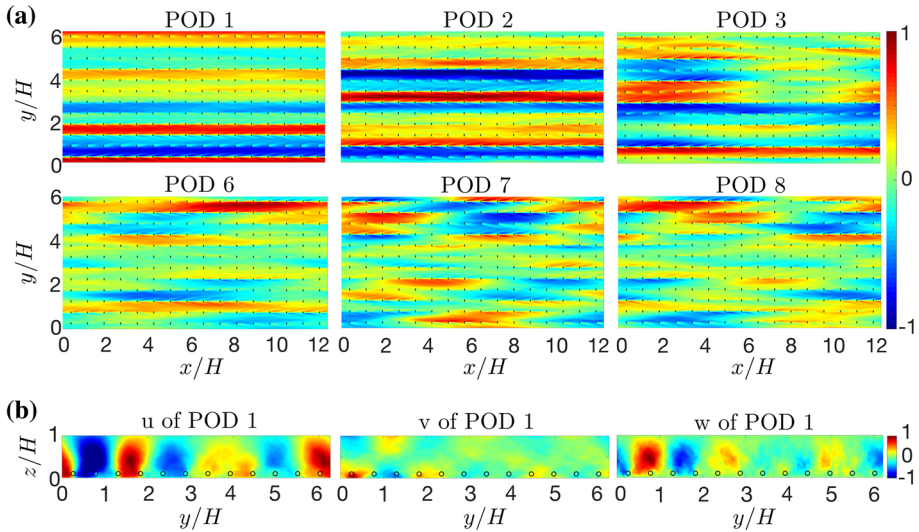 (a)
POD 1 POD 2 POD 3
6
4
2
0
y/H
1
0
-1
POD 6 POD 7 POD 8
6
4
2
0
y/H
0 2 4 6 8 10 12 0 2 4 6 8 10 12 0 2 4 6 8 10 12
x/H x/H x/H
(b)
u of POD 1 v of POD 1 w of POD 1
1
0
z/H
1
0
-1
0 1 2 3 4 5 6 0 1 2 3 4 5 6 0 1 2 3 4 5 6
y/H y/H y/H